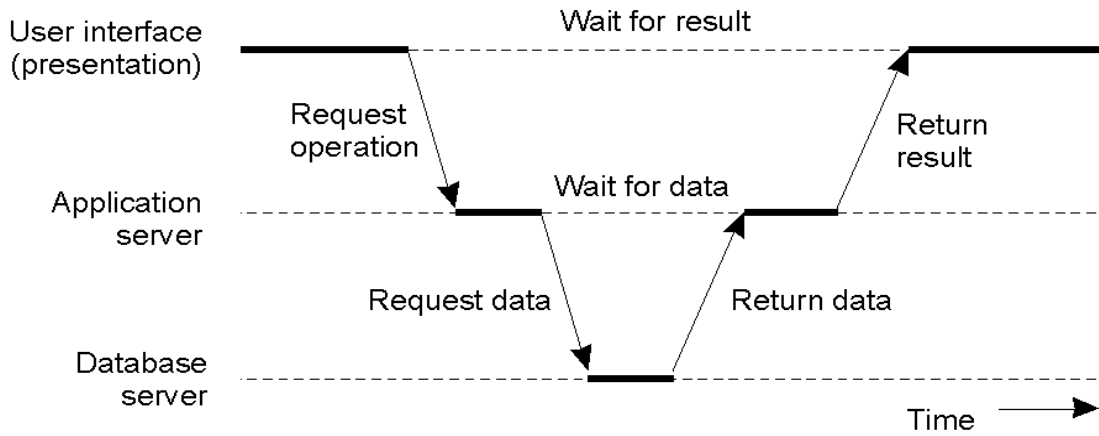 User interface
(presentation)
Wait for result
Request
operation
Return
result
Application
server
Wait for data
Request data
Return data
Database
server
Time